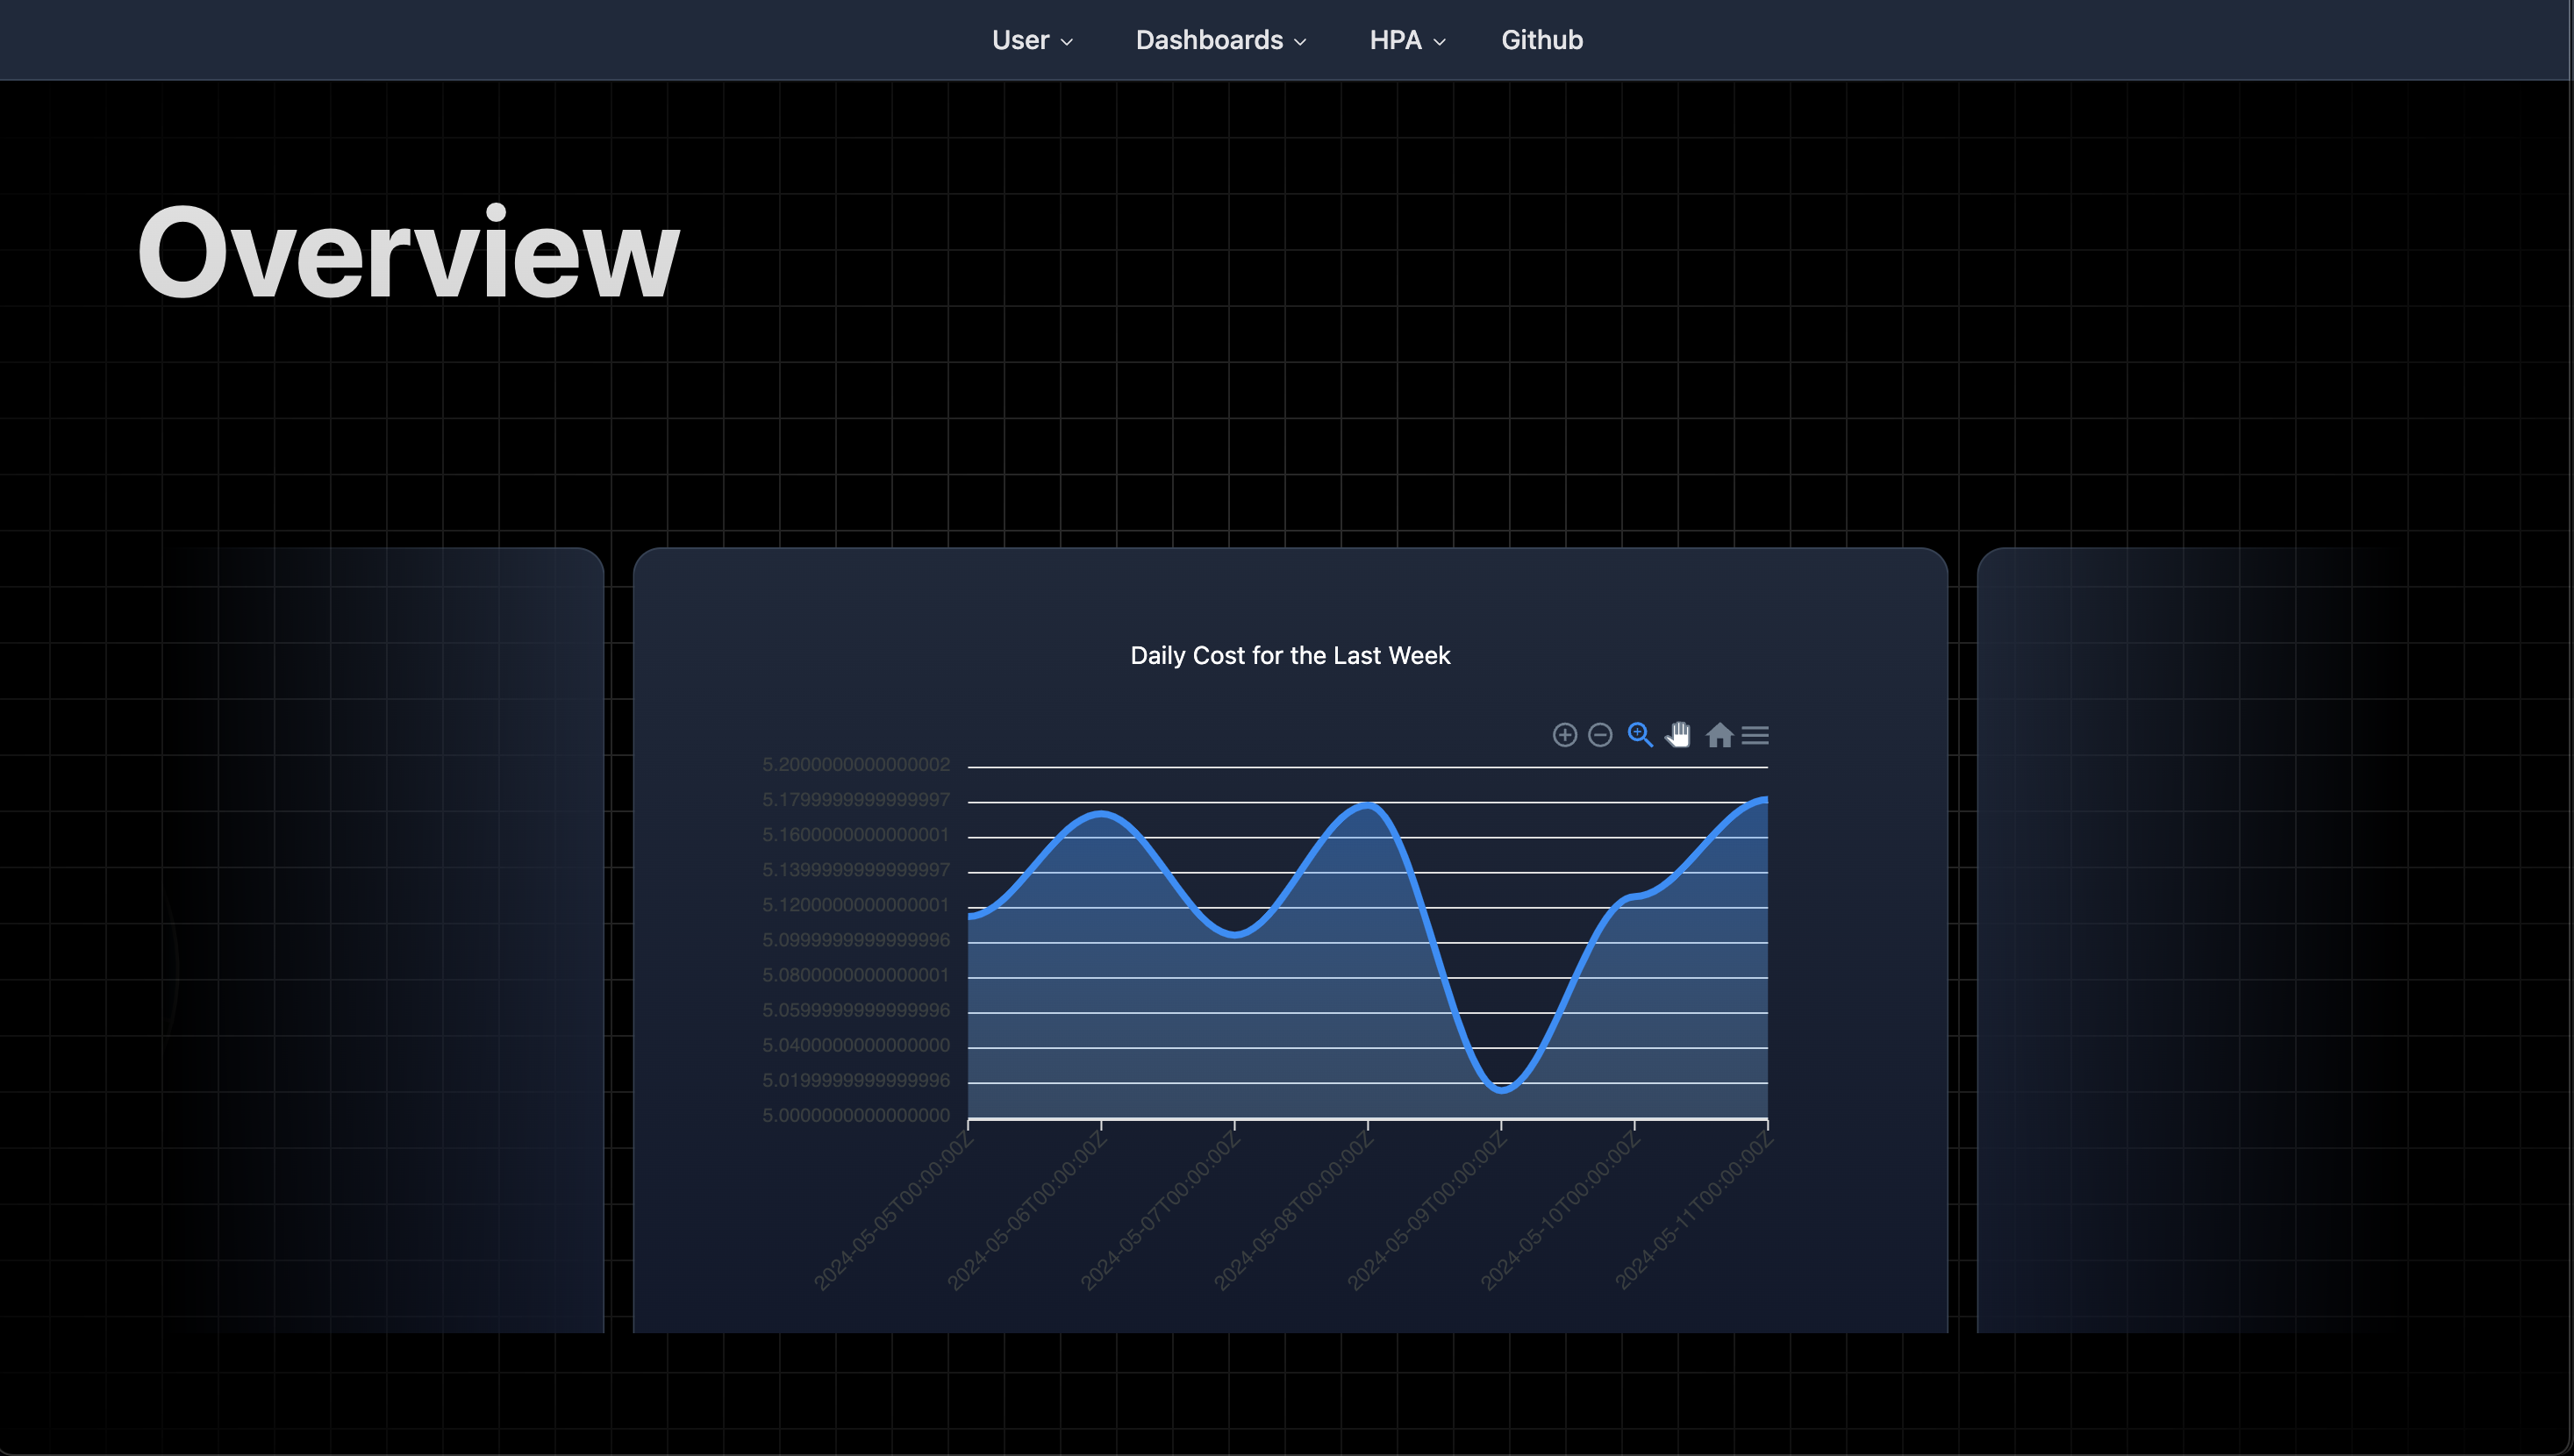 User Dashboards HPA Github
Overview
Daily Cost for the Last Week
5.2000000000000002
5.1799999999999997
5.1600000000000001
5.1399999999999997
5.1200000000000001
5.0999999999999996
5.0800000000000001
5.0599999999999996
5.0400000000000000
5.0199999999999996
5.0000000000000000
2024-05-05T00:00:00Z
2024-05-06T00:00:00Z
2024-05-07T00:00:00Z
2024-05-08T00:00:00Z
2024-05-09T00:00:00Z
2024-05-10T00:00:00Z
2024-05-11T00:00:00Z